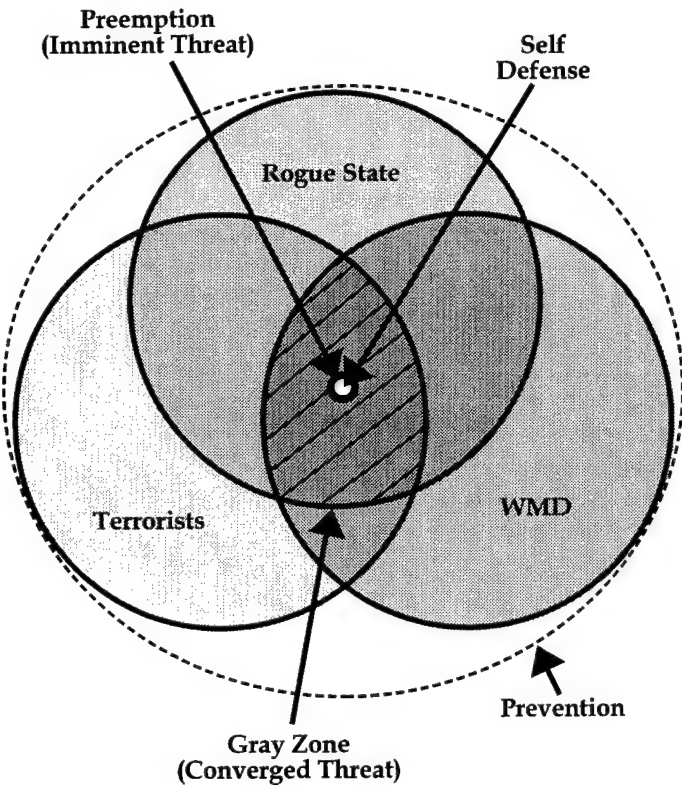 Preemption
(Imminent Threat)
Self
Defense
Rogue State
Terrorists
WMD
Prevention
Gray Zone
(Converged Threat)